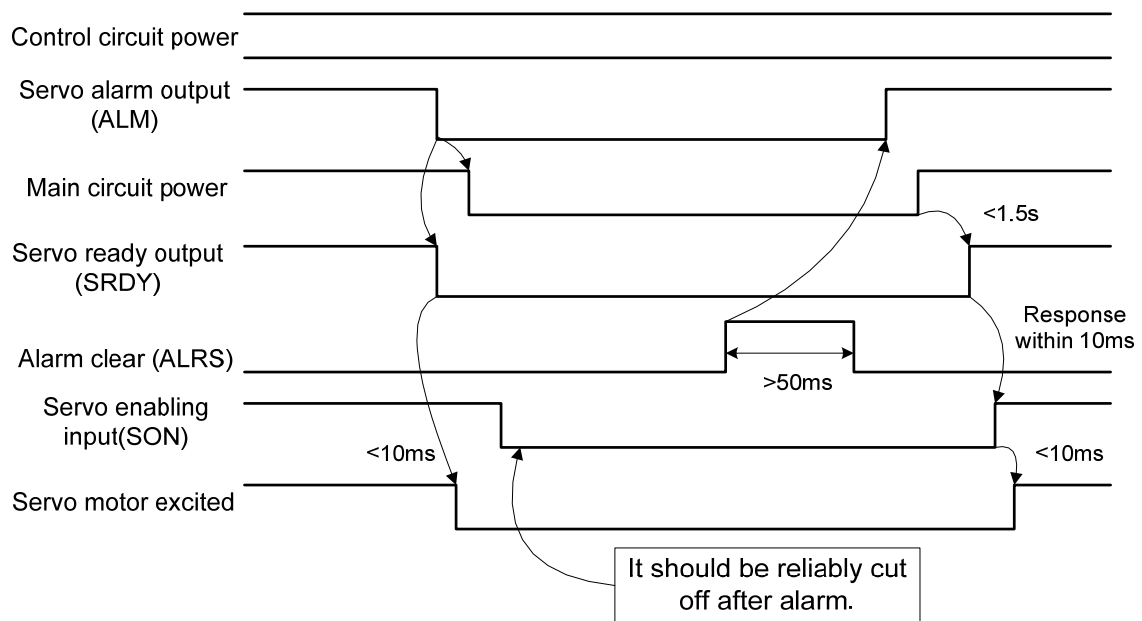 Control circuit power
Servo alarm output
(ALM)
Main circuit power
<1.5s
Servo ready output
(SRDY)
Response
within 10ms
Alarm clear (ALRS)
>50ms
Servo enabling
input(SON)
<10ms
<10ms
Servo motor excited
It should be reliably cut
off after alarm.